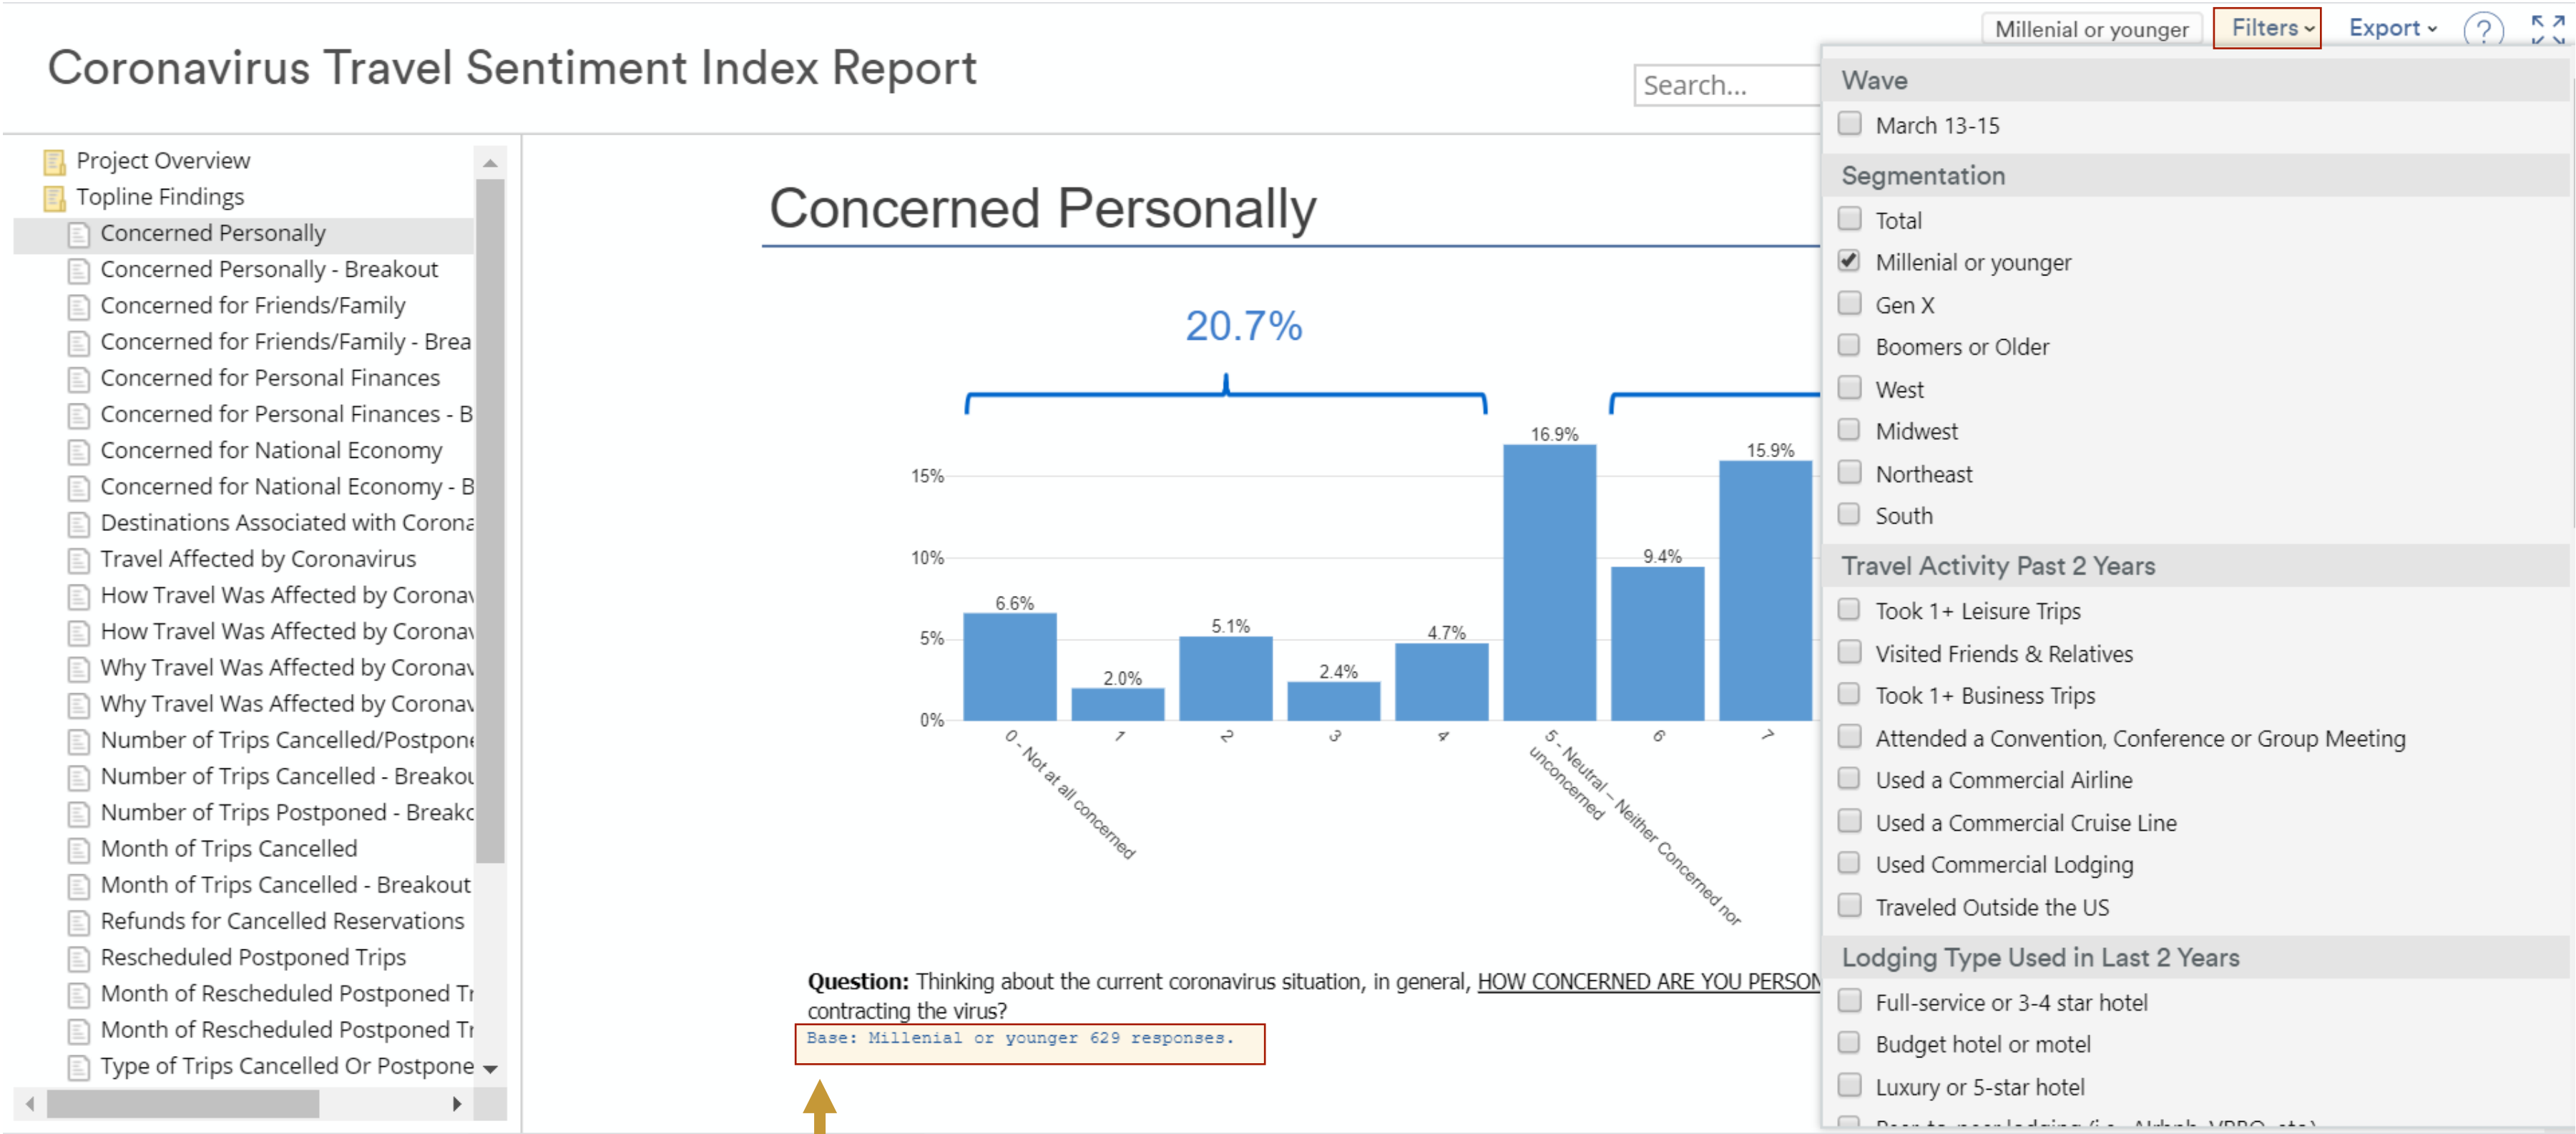 Millenial or younger
Filters
Export
?
Coronavirus Travel Sentiment Index Report
Search...
Project Overview
Topline Findings
Concerned Personally
Concerned Personally - Breakout
Concerned for Friends/Family
Concerned for Friends/Family - Brea
Concerned for Personal Finances
Concerned for Personal Finances - B
Concerned for National Economy
Concerned for National Economy - B
Destinations Associated with Corona
Travel Affected by Coronavirus
How Travel Was Affected by Coronav
How Travel Was Affected by Coronav
Why Travel Was Affected by Coronav
Why Travel Was Affected by Coronav
Number of Trips Cancelled/Postpone
Number of Trips Cancelled - Breakou
Number of Trips Postponed - Breako
Month of Trips Cancelled
Month of Trips Cancelled - Breakout
Refunds for Cancelled Reservations
Rescheduled Postponed Trips
Month of Rescheduled Postponed Tr
Month of Rescheduled Postponed Tr
Type of Trips Cancelled Or Postpone
Concerned Personally
20.7%
15%
10%
5%
0%
6.6%
2.0%
5.1%
2.4%
4.7%
16.9%
9.4%
15.9%
0 - Not at all concerned
1
2
3
4
5 - Neutral – Neither Concerned nor
unconcerned
6
7
Question: Thinking about the current coronavirus situation, in general, HOW CONCERNED ARE YOU PERSON
contracting the virus?
Base: Millenial or younger 629 responses.
Wave
March 13-15
Segmentation
Total
Millenial or younger
Gen X
Boomers or Older
West
Midwest
Northeast
South
Travel Activity Past 2 Years
Took 1+ Leisure Trips
Visited Friends & Relatives
Took 1+ Business Trips
Attended a Convention, Conference or Group Meeting
Used a Commercial Airline
Used a Commercial Cruise Line
Used Commercial Lodging
Traveled Outside the US
Lodging Type Used in Last 2 Years
Full-service or 3-4 star hotel
Budget hotel or motel
Luxury or 5-star hotel